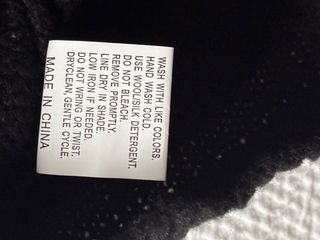 WASH WITH LIKE COLORS.
HAND WASH COLD.
USE WOOL/SILK DETERGENT.
DO NOT BLEACH.
REMOVE PROMPTLY.
LINE DRY IN SHADE.
LOW IRON IF NEEDED.
DO NOT WRING OR TWIST.
DRYCLEAN, GENTLE CYCLE.
MADE IN CHINA